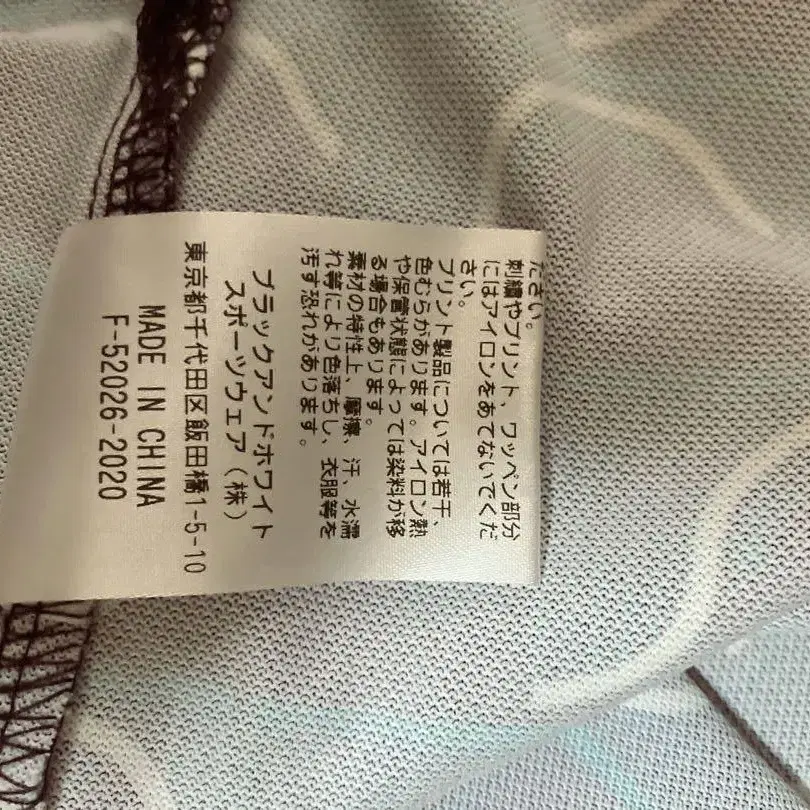 ださい。
刺繍やプリント、ワッペン部分
にはアイロンをあてないでくだ
さい。
プリント製品については若干、
色むらがあります。アイロン熱
や保管状態によっては染料が移
る場合もあります。
素材の特性上、摩擦、汗、水濡
れ等により色落ちし、衣服等を
汚す恐れがあります。
ブラックアンドホワイト
スポーツウェア(株)
東京都千代田区飯田橋1-5-10
MADE IN CHINA
F-52026-2020